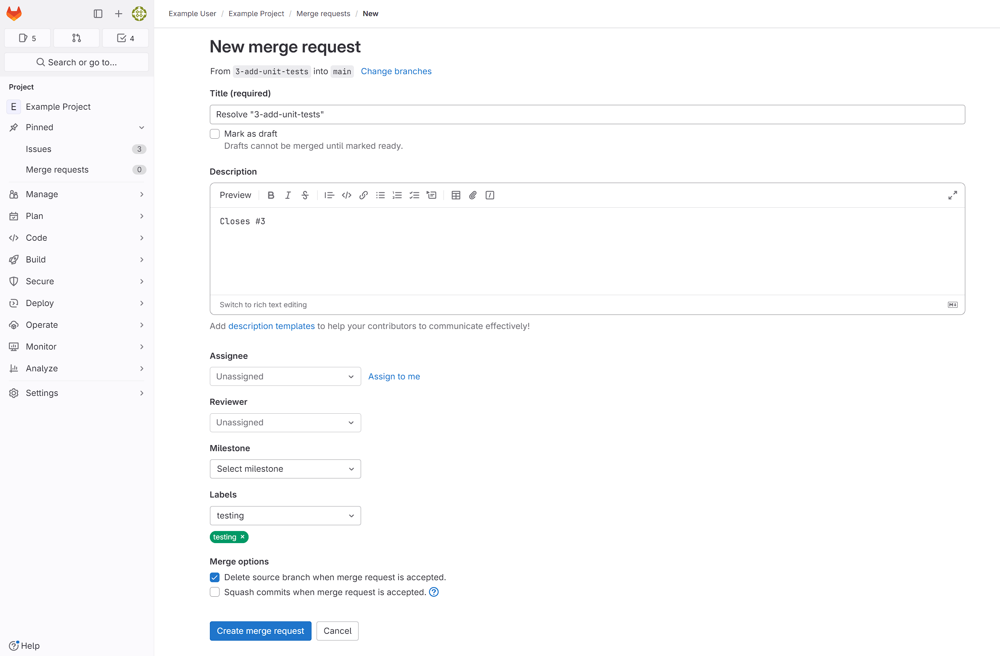 Example User / Example Project / Merge requests / New
5
4
Search or go to...
Project
E Example Project
Pinned
Issues 3
Merge requests 0
Manage
Plan
Code
Build
Secure
Deploy
Operate
Monitor
Analyze
Settings
Help
New merge request
From 3-add-unit-tests into main Change branches
Title (required)
Resolve "3-add-unit-tests"
Mark as draft
Drafts cannot be merged until marked ready.
Description
Preview
Closes #3
Switch to rich text editing
Add description templates to help your contributors to communicate effectively!
Assignee
Unassigned Assign to me
Reviewer
Unassigned
Milestone
Select milestone
Labels
testing
testing ×
Merge options
Delete source branch when merge request is accepted.
Squash commits when merge request is accepted.
Create merge request Cancel